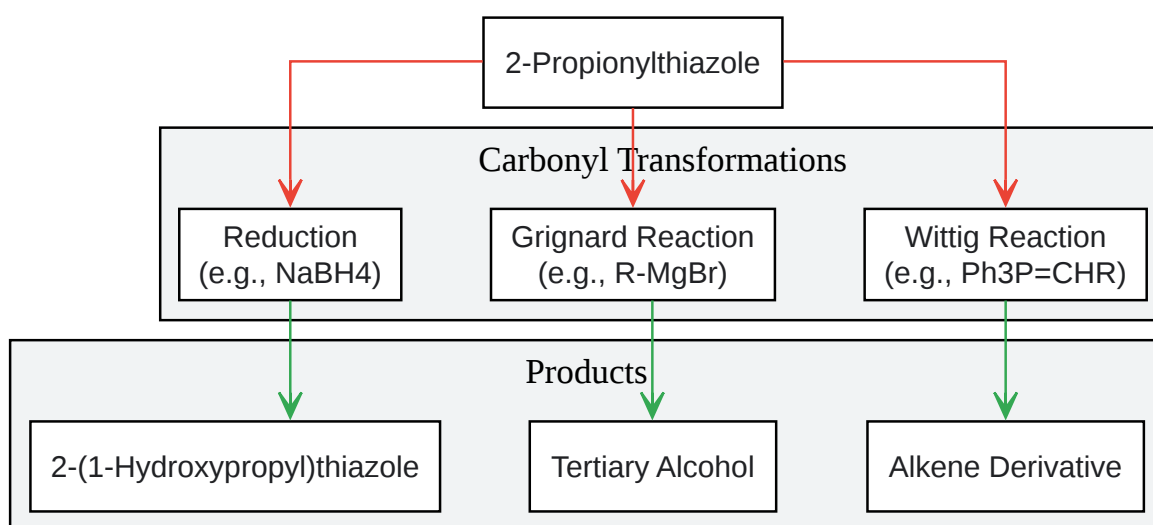 2-Propionylthiazole
Carbonyl Transformations
Reduction
(e.g., NaBH4)
Grignard Reaction
(e.g., R-MgBr)
Wittig Reaction
(e.g., Ph3P=CHR)
Products
2-(1-Hydroxypropyl)thiazole
Tertiary Alcohol
Alkene Derivative